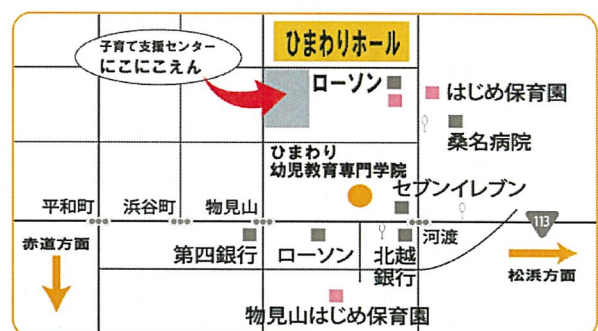 子育て支援センター
にこにこえん
ひまわりホール
ローソン
はじめ保育園
桑名病院
ひまわり
幼児教育専門学院
セブンイレブン
平和町
浜谷町
物見山
113
赤道方面
第四銀行
ローソン
北越
銀行
河渡
松浜方面
物見山はじめ保育園